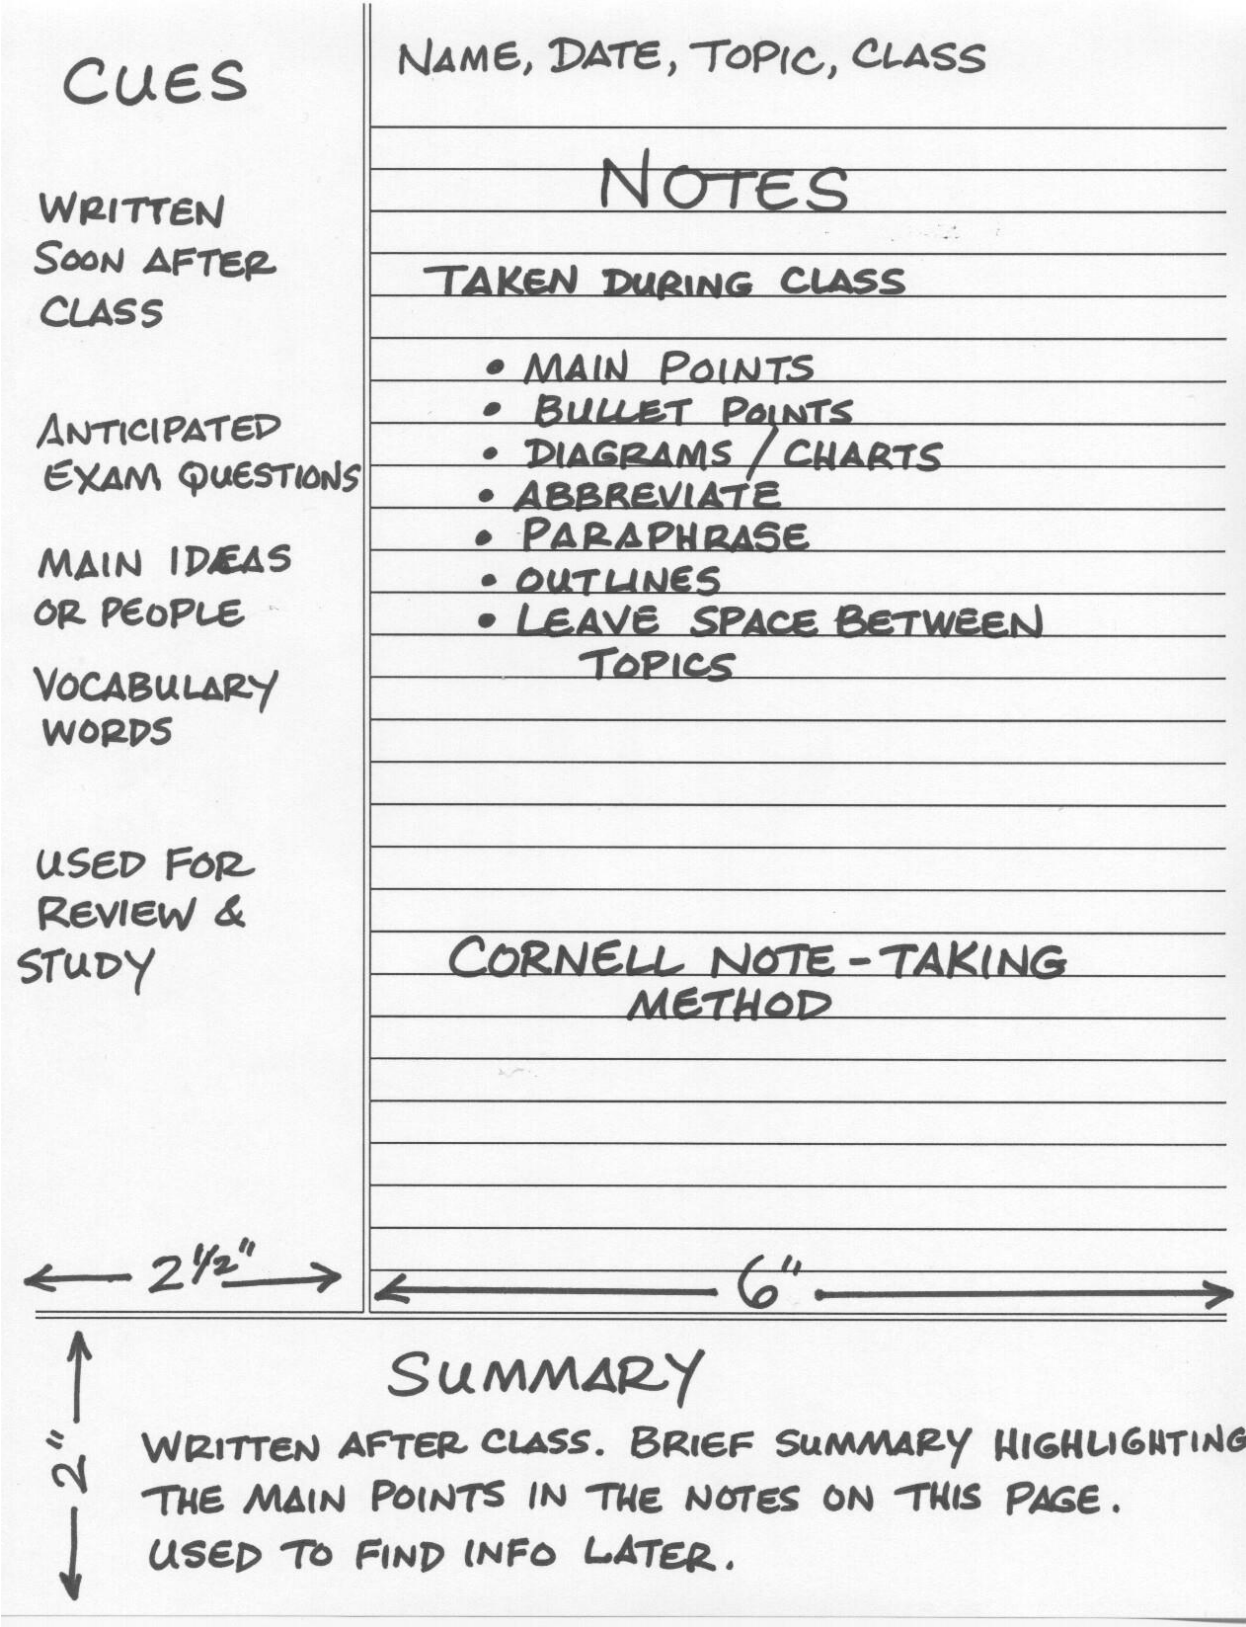 CUES
WRITTEN
SOON AFTER
CLASS
ANTICIPATED
EXAM QUESTIONS
MAIN IDEAS
OR PEOPLE
VOCABULARY
WORDS
USED FOR
REVIEW &
STUDY
2 1/2"
NAME, DATE, TOPIC, CLASS
NOTES
TAKEN DURING CLASS
• MAIN POINTS
• BULLET POINTS
• DIAGRAMS / CHARTS
• ABBREVIATE
• PARAPHRASE
• OUTLINES
• LEAVE SPACE BETWEEN
TOPICS
CORNELL NOTE-TAKING
METHOD
6"
2"
SUMMARY
WRITTEN AFTER CLASS. BRIEF SUMMARY HIGHLIGHTING
THE MAIN POINTS IN THE NOTES ON THIS PAGE.
USED TO FIND INFO LATER.